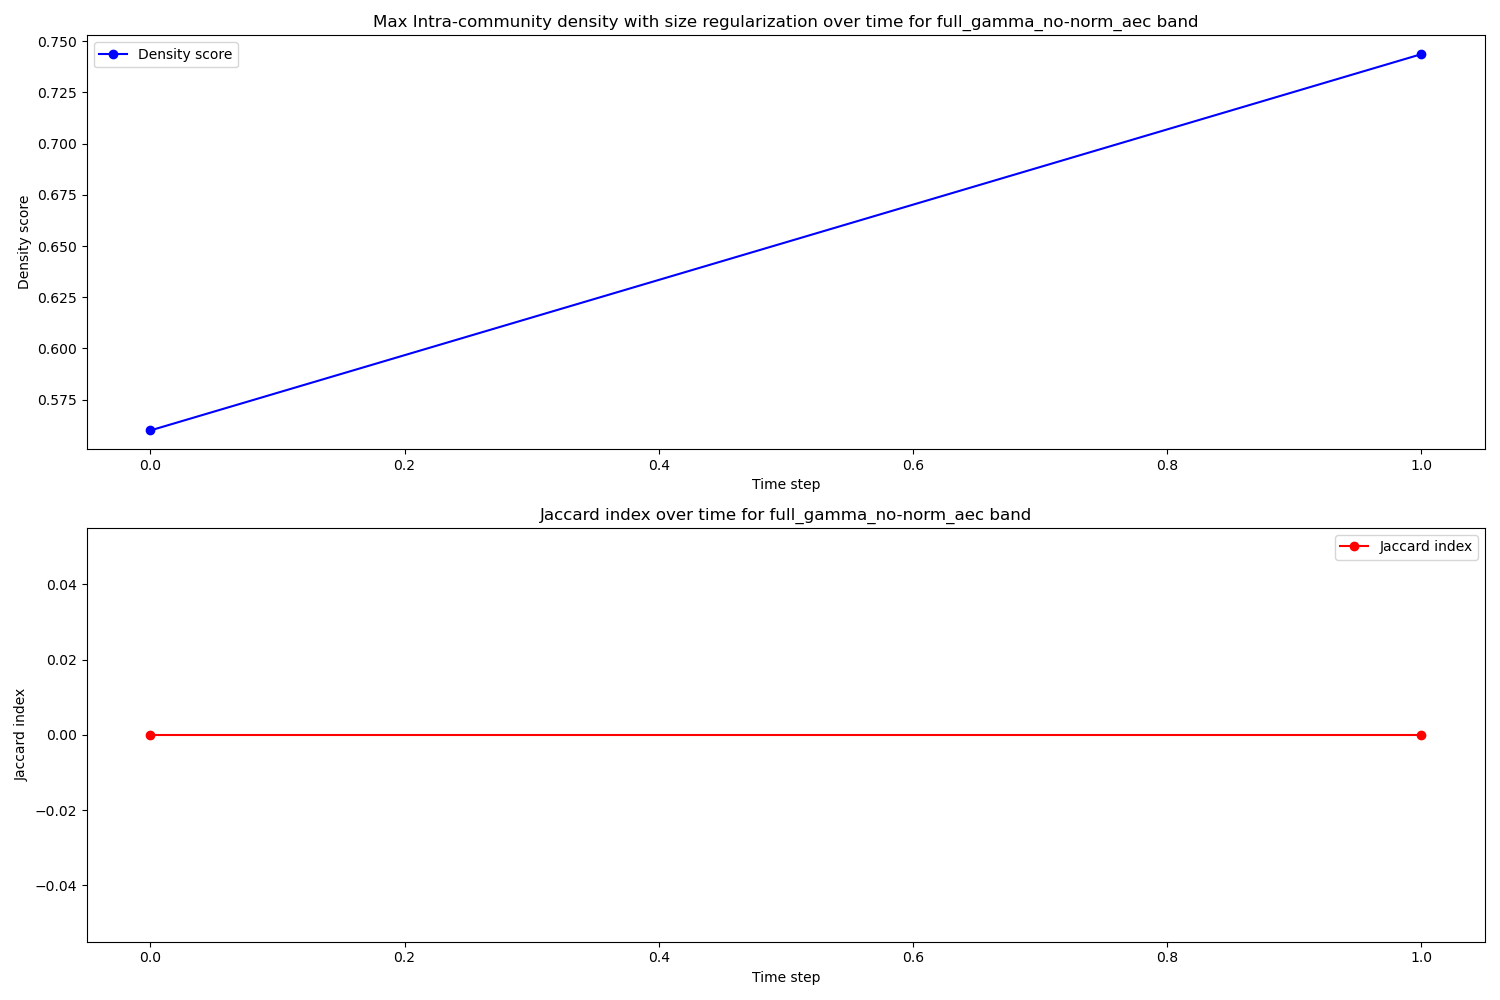 Max Intra-community density with size regularization over time for full_gamma_no-norm_aec band
0.750
0.725
0.700
0.675
0.650
0.625
0.600
0.575
Density score
Density score
0.0 0.2 0.4 0.6 0.8 1.0
Time step
Jaccard index over time for full_gamma_no-norm_aec band
0.04
0.02
0.00
−0.02
−0.04
Jaccard index
Jaccard index
0.0 0.2 0.4 0.6 0.8 1.0
Time step